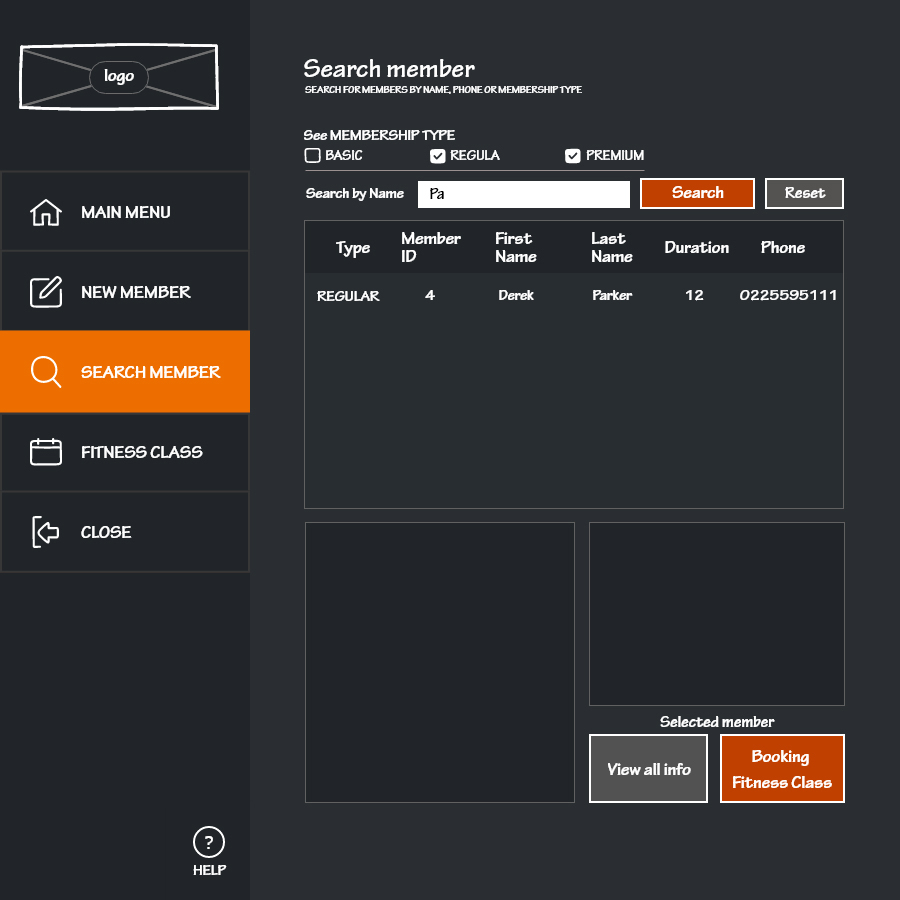 logo
MAIN MENU
NEW MEMBER
SEARCH MEMBER
FITNESS CLASS
CLOSE
?
HELP
Search member
SEARCH FOR MEMBERS BY NAME, PHONE OR MEMBERSHIP TYPE
See MEMBERSHIP TYPE
BASIC REGULA PREMIUM
Search by Name Pa Search Reset
Type Member ID First Name Last Name Duration Phone
REGULAR 4 Derek Parker 12 0225595111
Selected member
View all info
Booking
Fitness Class